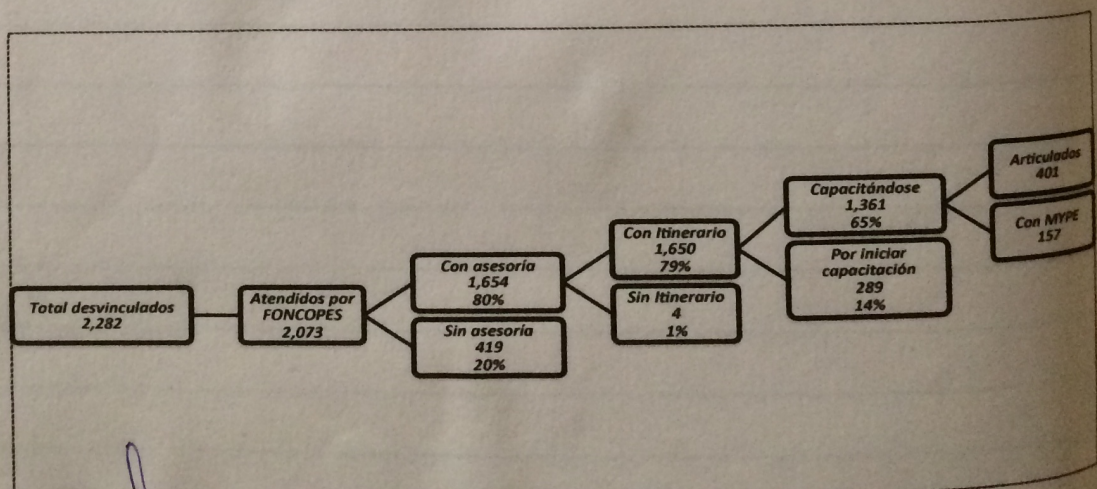 Total desvinculados
2,282
Atendidos por
FONCOPES
2,073
Con asesoría
1,654
80%
Sin asesoría
419
20%
Con Itinerario
1,650
79%
Sin Itinerario
4
1%
Capacitándose
1,361
65%
Por iniciar
capacitación
289
14%
Articulados
401
Con MYPE
157